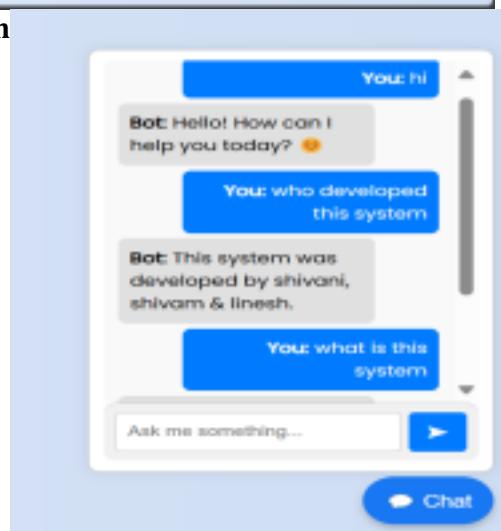 n
You: hi
Bot: Hello! How can I
help you today? 😊
You: who developed
this system
Bot: This system was
developed by shivani,
shivam & linesh.
You: what is this
system
Ask me something...
Chat